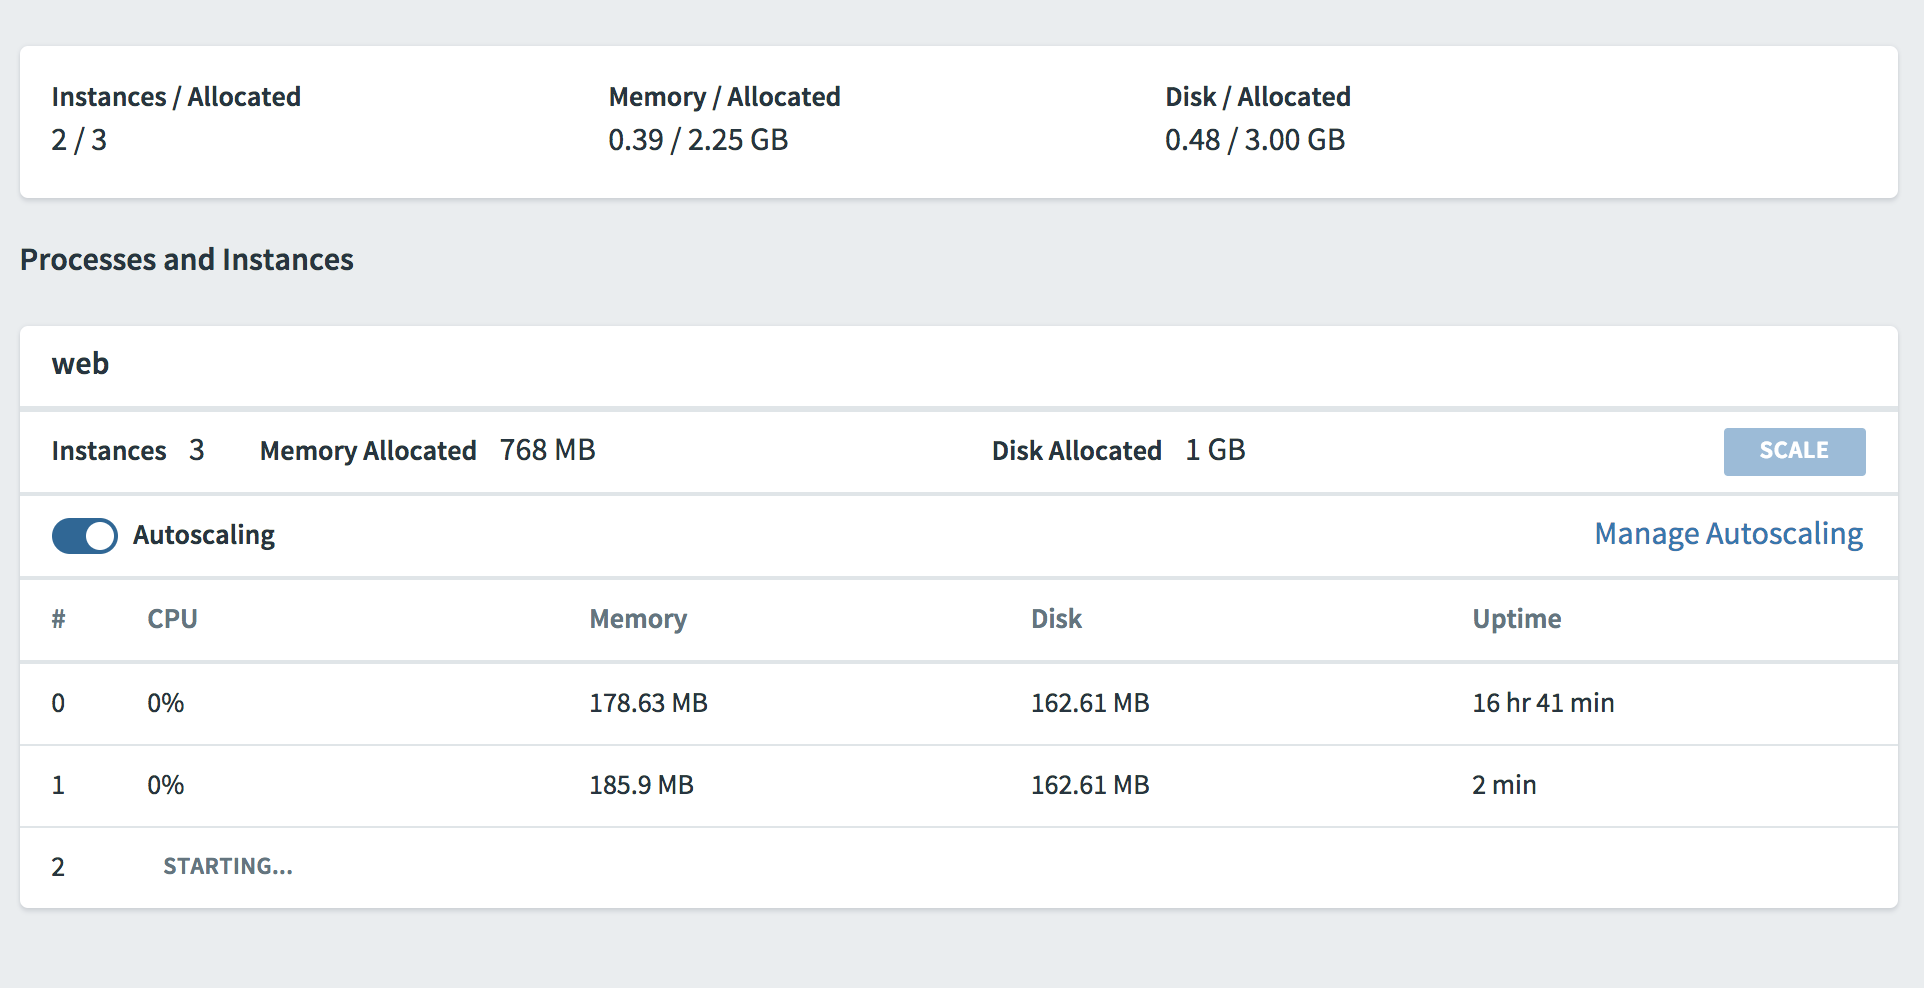 Instances / Allocated Memory / Allocated Disk / Allocated
2 / 3 0.39 / 2.25 GB 0.48 / 3.00 GB
Processes and Instances
web
Instances 3 Memory Allocated 768 MB Disk Allocated 1 GB SCALE
Autoscaling Manage Autoscaling
# CPU Memory Disk Uptime
0 0% 178.63 MB 162.61 MB 16 hr 41 min
1 0% 185.9 MB 162.61 MB 2 min
2 STARTING...